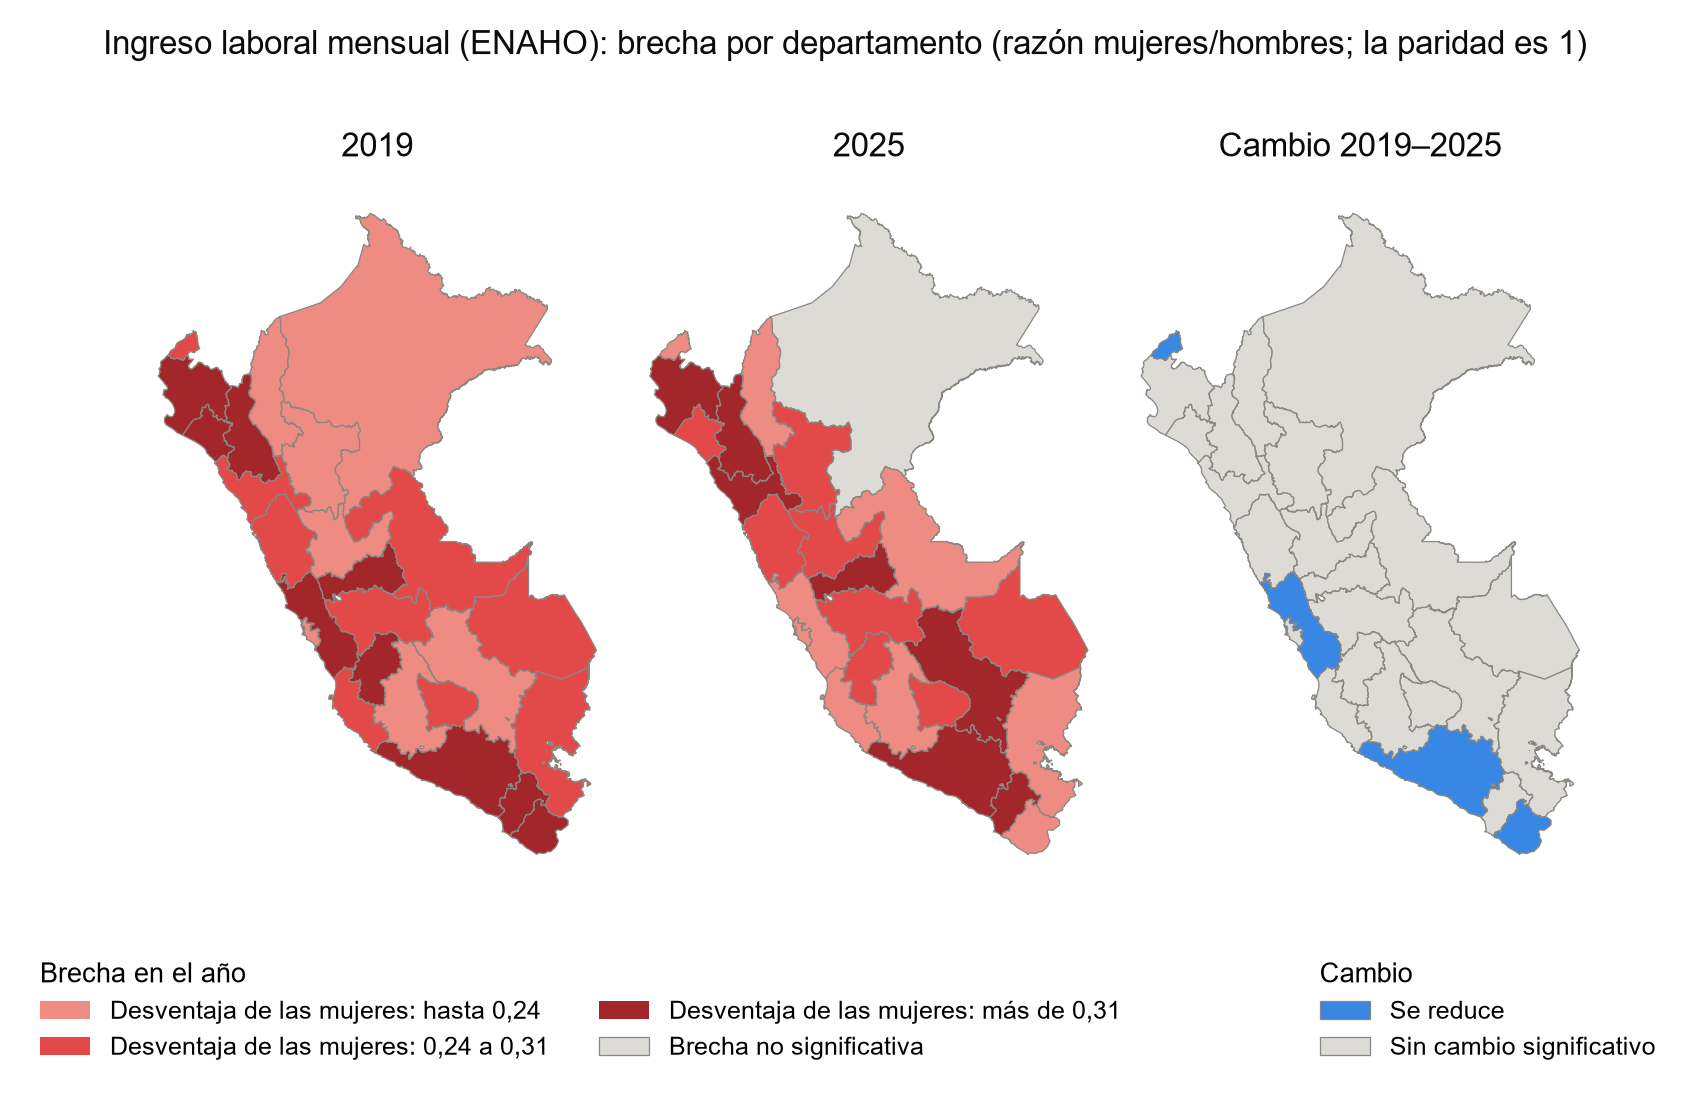 Ingreso laboral mensual (ENAHO): brecha por departamento (razón mujeres/hombres; la paridad es 1)
2019
2025
Cambio 2019–2025
Brecha en el año
Desventaja de las mujeres: hasta 0,24
Desventaja de las mujeres: 0,24 a 0,31
Desventaja de las mujeres: más de 0,31
Brecha no significativa
Cambio
Se reduce
Sin cambio significativo